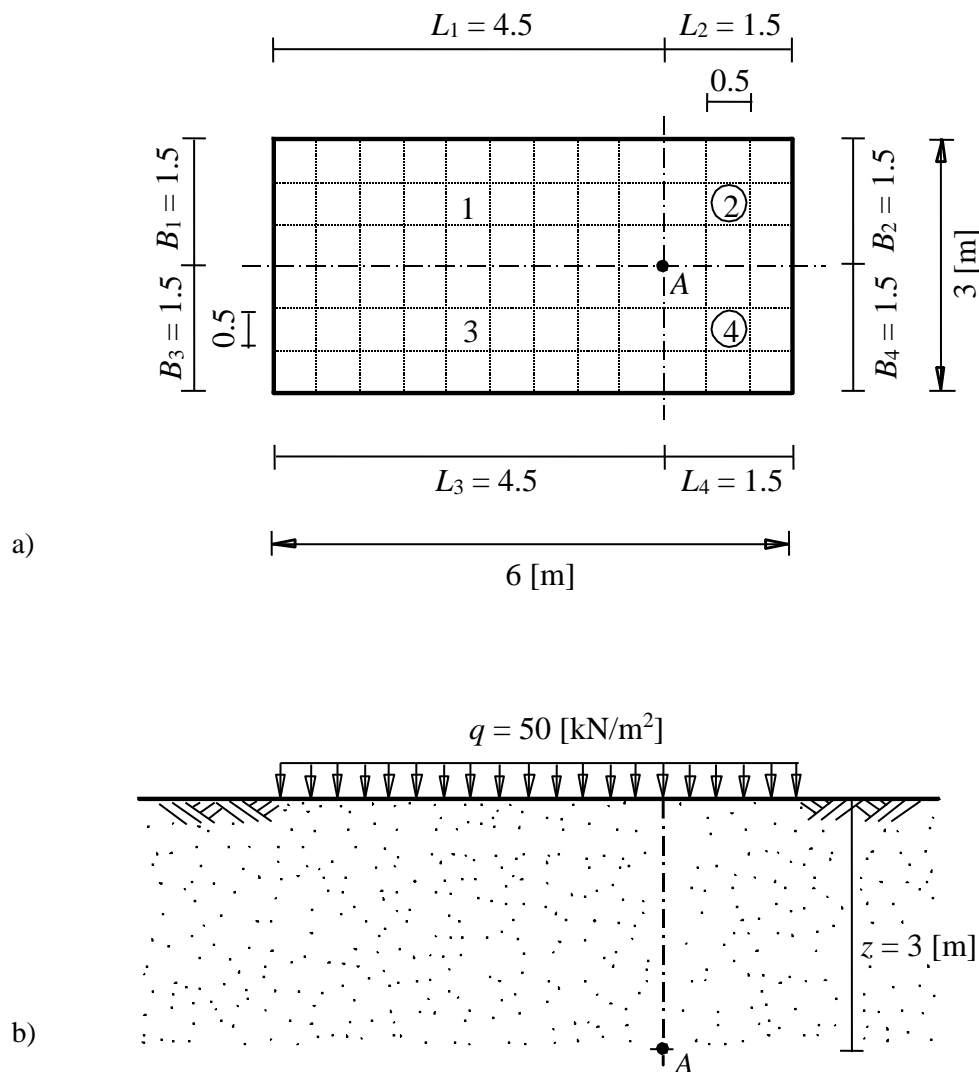 L1 = 4.5
L2 = 1.5
0.5
B1 = 1.5
1
2
B2 = 1.5
3 [m]
A
B3 = 1.5
0.5
3
4
B4 = 1.5
L3 = 4.5
L4 = 1.5
a)
6 [m]
q = 50 [kN/m²]
z = 3 [m]
b)
A